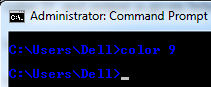 Administrator: Command Prompt
C:\Users\Dell>color 9
C:\Users\Dell>